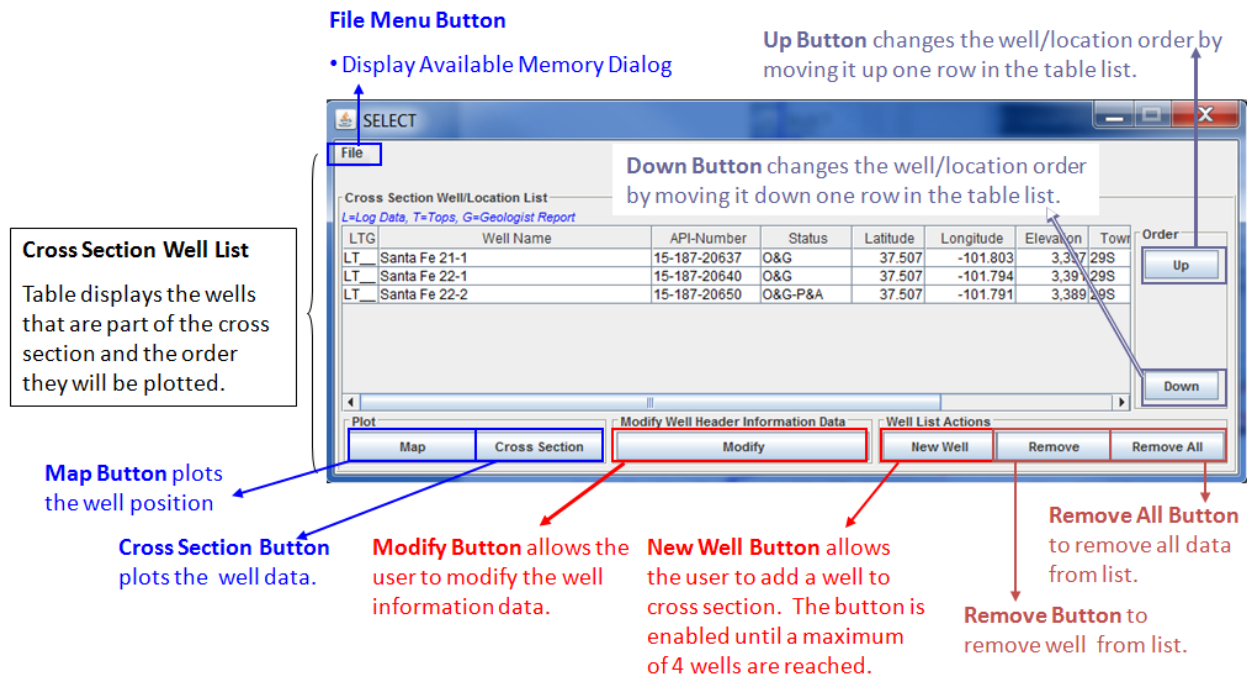 File Menu Button
• Display Available Memory Dialog
Up Button changes the well/location order by
moving it up one row in the table list.
SELECT
File
Down Button changes the well/location order
by moving it down one row in the table list.
Cross Section Well/Location List
L=Log Data, T=Tops, G=Geologist Report
LTG Well Name API-Number Status Latitude Longitude Elevation Towr
LT__ Santa Fe 21-1 15-187-20637 O&G 37.507 -101.803 3,397 29S
LT__ Santa Fe 22-1 15-187-20640 O&G 37.507 -101.794 3,391 29S
LT__ Santa Fe 22-2 15-187-20650 O&G-P&A 37.507 -101.791 3,389 29S
Order
Up
Down
Cross Section Well List
Table displays the wells
that are part of the cross
section and the order
they will be plotted.
Plot Modify Well Header Information Data Well List Actions
Map Cross Section Modify New Well Remove Remove All
Map Button plots
the well position
Cross Section Button
plots the well data.
Modify Button allows the
user to modify the well
information data.
New Well Button allows
the user to add a well to
cross section. The button is
enabled until a maximum
of 4 wells are reached.
Remove All Button
to remove all data
from list.
Remove Button to
remove well from list.